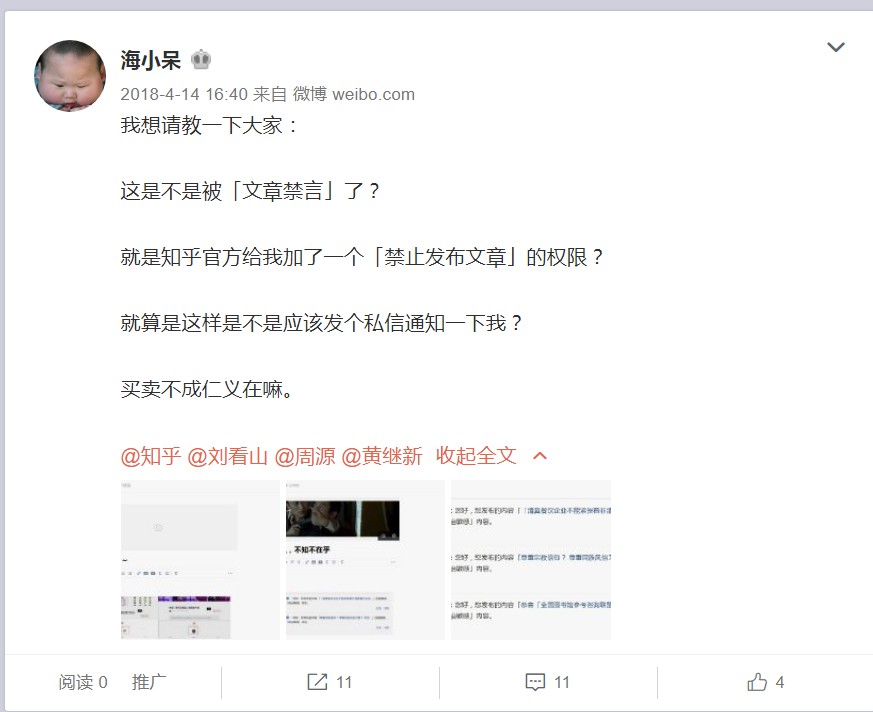 海小呆
2018-4-14 16:40 来自 微博 weibo.com
我想请教一下大家：
这是不是被「文章禁言」了？
就是知乎官方给我加了一个「禁止发布文章」的权限？
就算是这样是不是应该发个私信通知一下我？
买卖不成仁义在嘛。
@知乎 @刘看山 @周源 @黄继新 收起全文
，不知不在乎
：您好，您发布的内容「
治敏感」内容。
：您好，您发布的内容「
治敏感」内容。
：您好，您发布的内容「
」内容。
阅读 0 推广 11 11 4